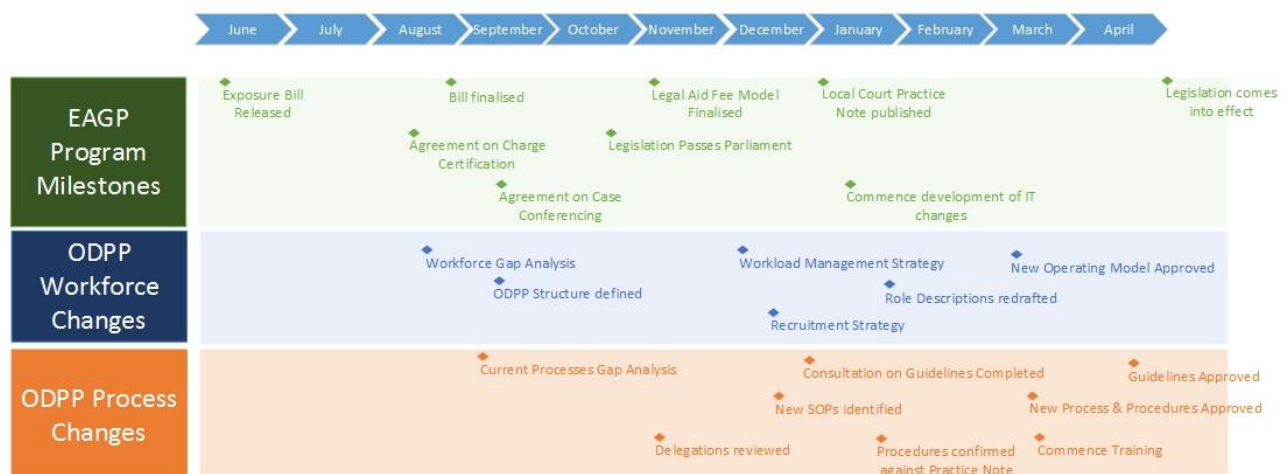 June July August September October November December January February March April
EAGP
Program
Milestones
Exposure Bill
Released
Bill finalised
Legal Aid Fee Model
Finalised
Local Court Practice
Note published
Legislation comes
into effect
Agreement on Charge
Certification
Legislation Passes Parliament
Agreement on Case
Conferencing
Commence development of IT
changes
ODPP
Workforce
Changes
Workforce Gap Analysis
Workload Management Strategy
New Operating Model Approved
ODPP Structure defined
Role Descriptions redrafted
Recruitment Strategy
ODPP Process
Changes
Current Processes Gap Analysis
Consultation on Guidelines Completed
Guidelines Approved
New SOPs identified
New Process & Procedures Approved
Delegations reviewed
Procedures confirmed
against Practice Note
Commence Training